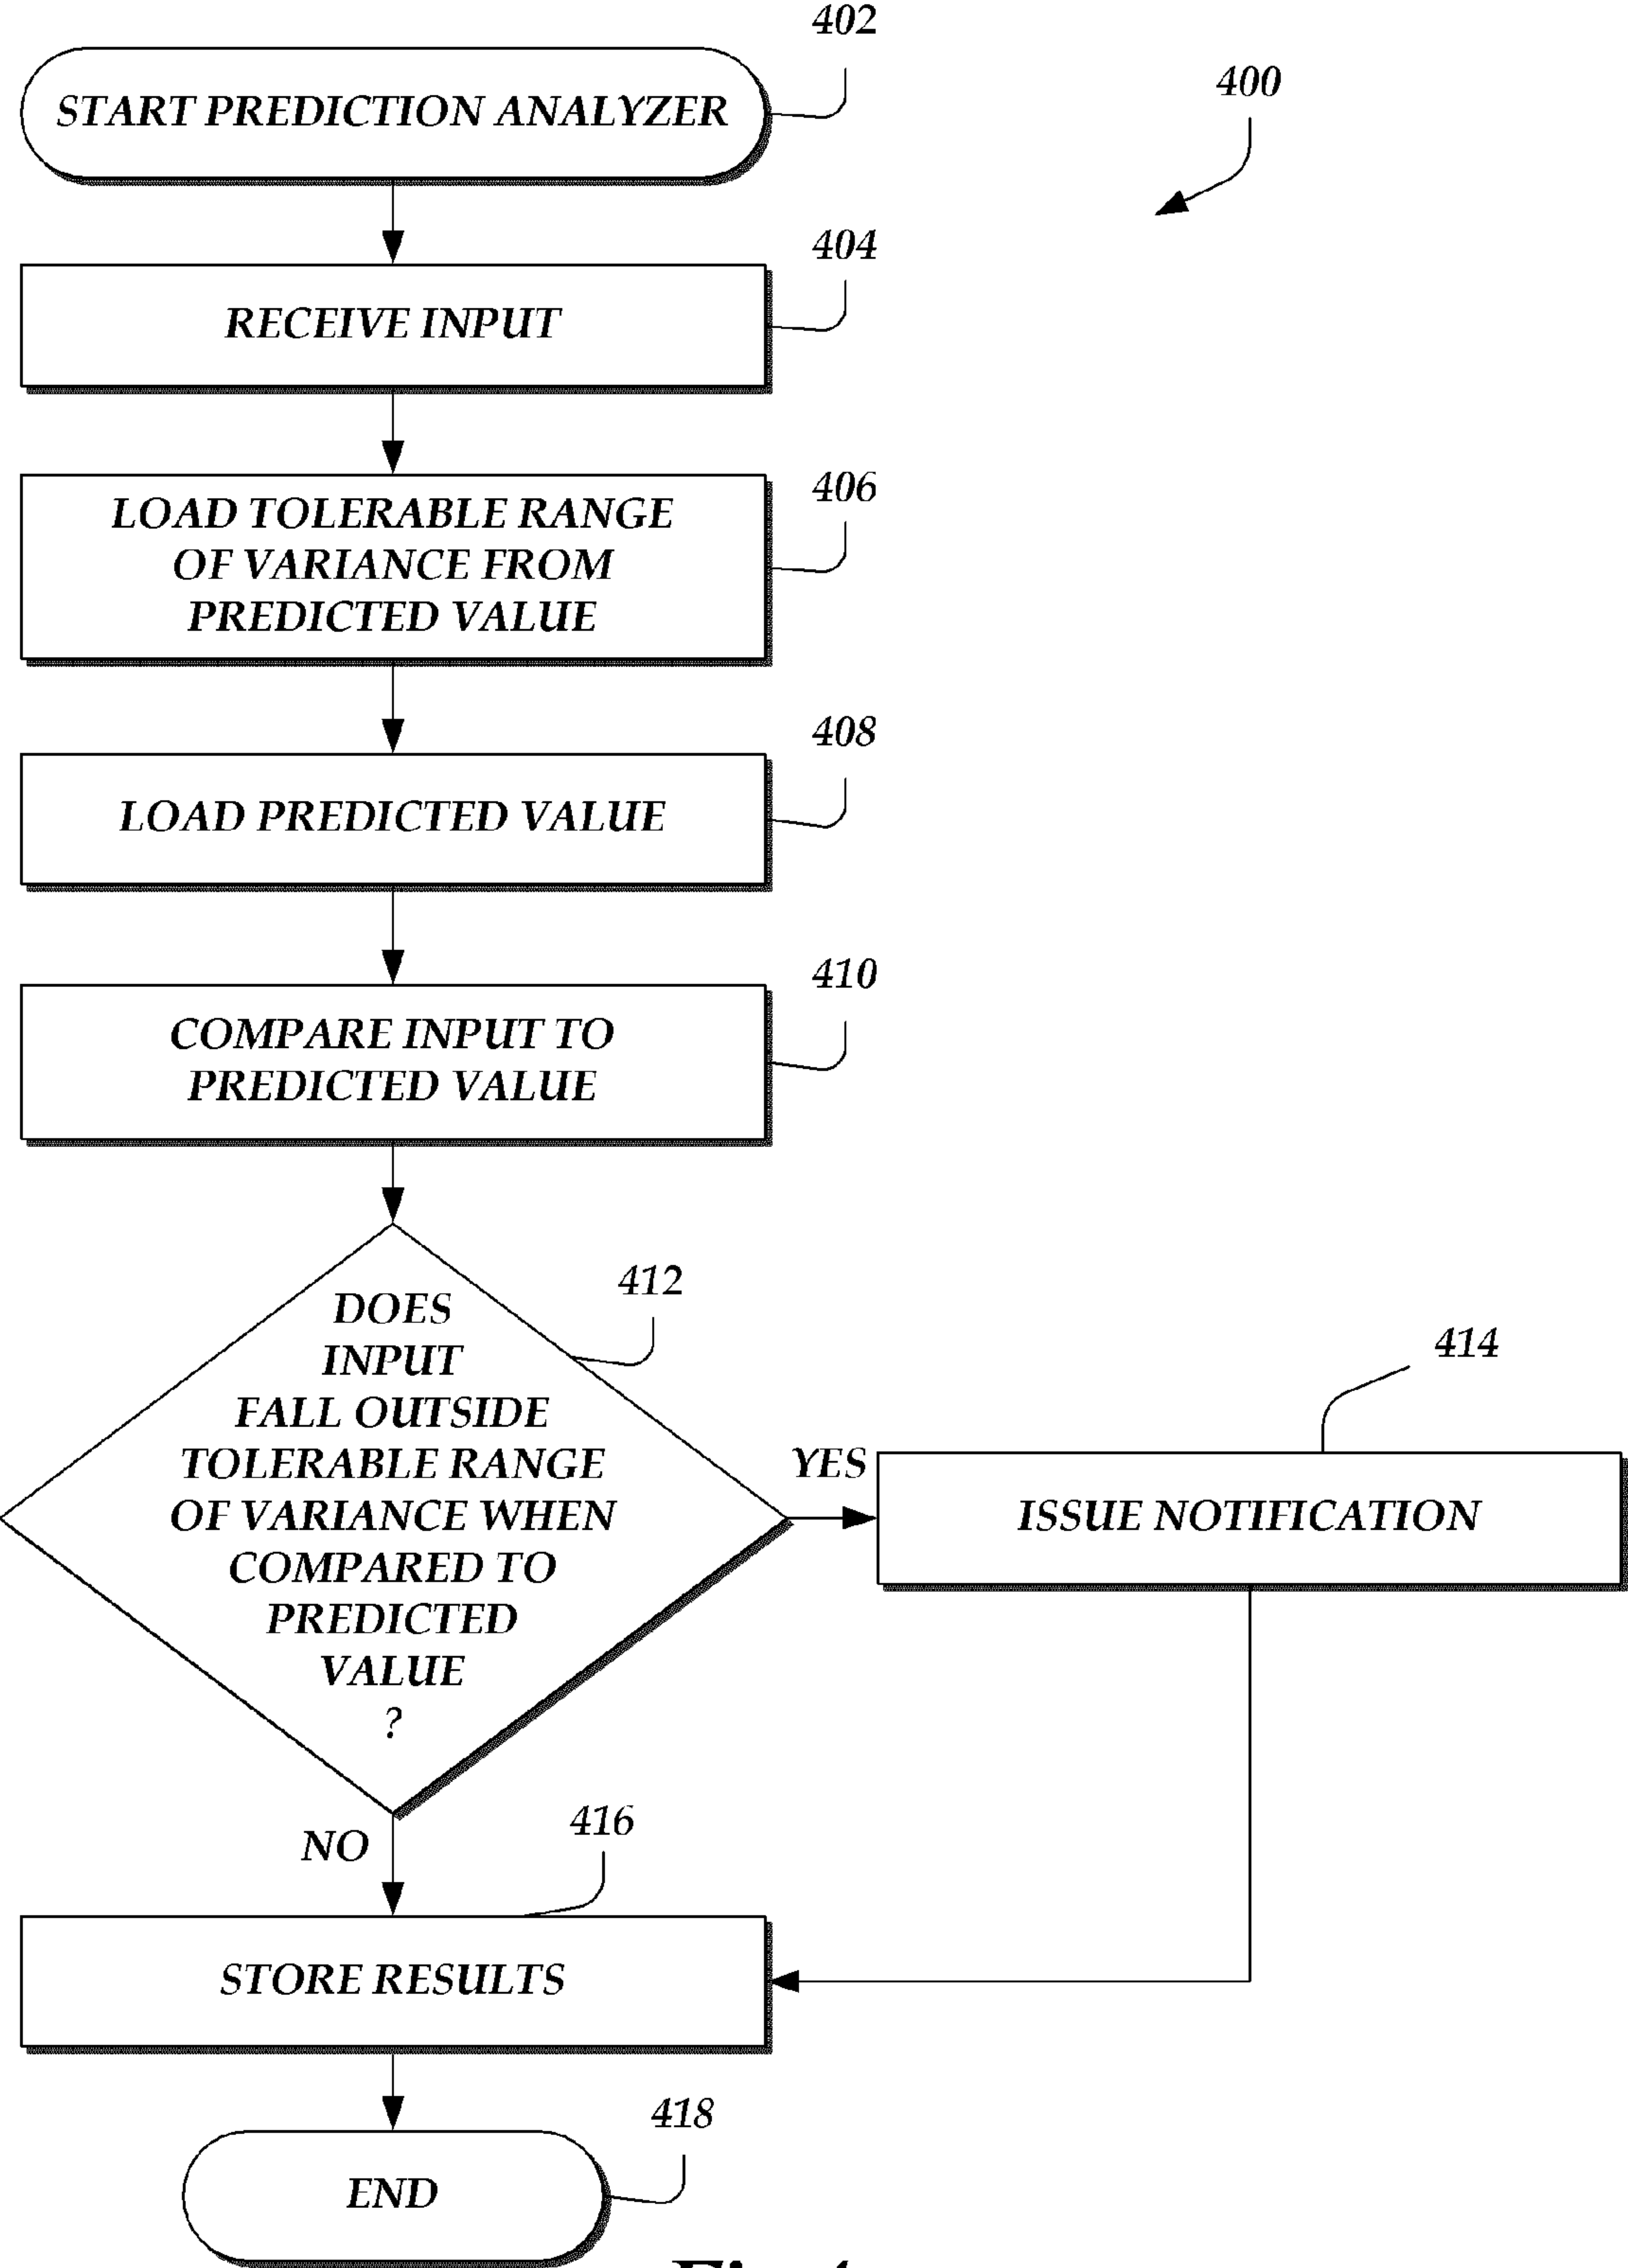 402
400
START PREDICTION ANALYZER
404
RECEIVE INPUT
406
LOAD TOLERABLE RANGE
OF VARIANCE FROM
PREDICTED VALUE
408
LOAD PREDICTED VALUE
410
COMPARE INPUT TO
PREDICTED VALUE
412
DOES
INPUT
FALL OUTSIDE
TOLERABLE RANGE
OF VARIANCE WHEN
COMPARED TO
PREDICTED
VALUE
?
YES
414
ISSUE NOTIFICATION
NO
416
STORE RESULTS
418
END